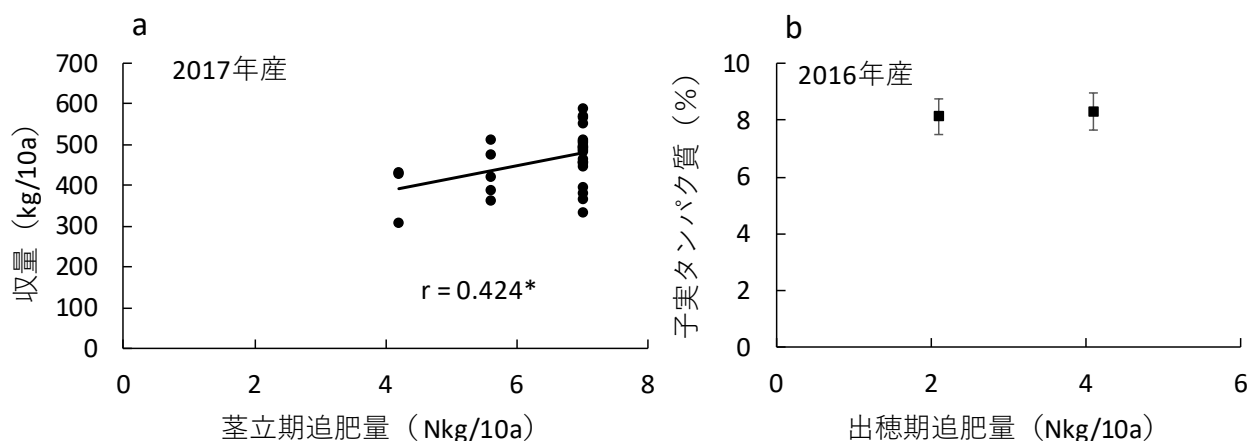 a
2017年産
700
600
500
400
300
200
100
0
収量（kg/10a）
r = 0.424*
0 2 4 6 8
茎立期追肥量（Nkg/10a）
b
2016年産
10
8
6
4
2
0
子実タンパク質（%）
0 2 4 6
出穂期追肥量（Nkg/10a）